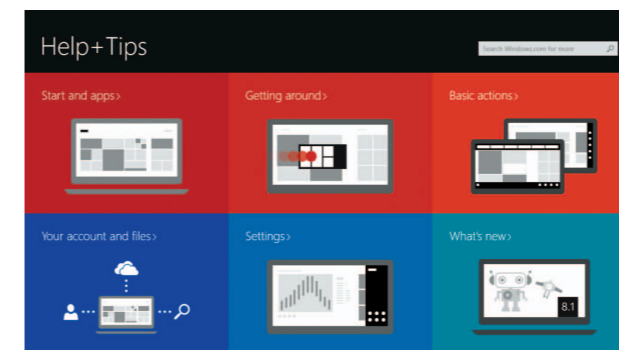 Help+Tips
Search Windows.com for more
Start and apps>
Getting around>
Basic actions>
Your account and files>
Settings>
What's new>
8.1